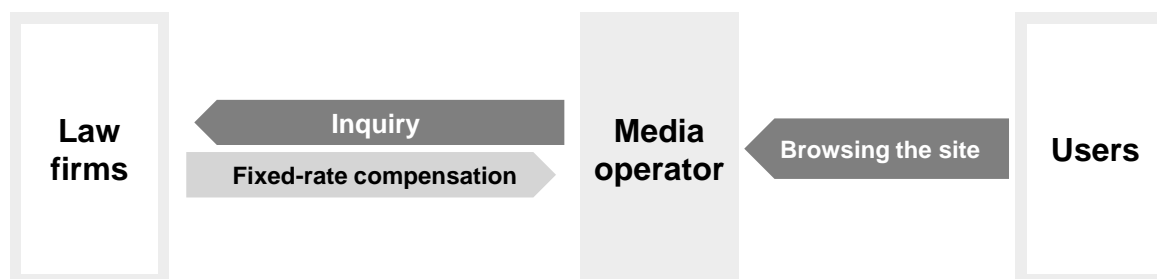 Law
firms
Inquiry
Fixed-rate compensation
Media
operator
Browsing the site
Users